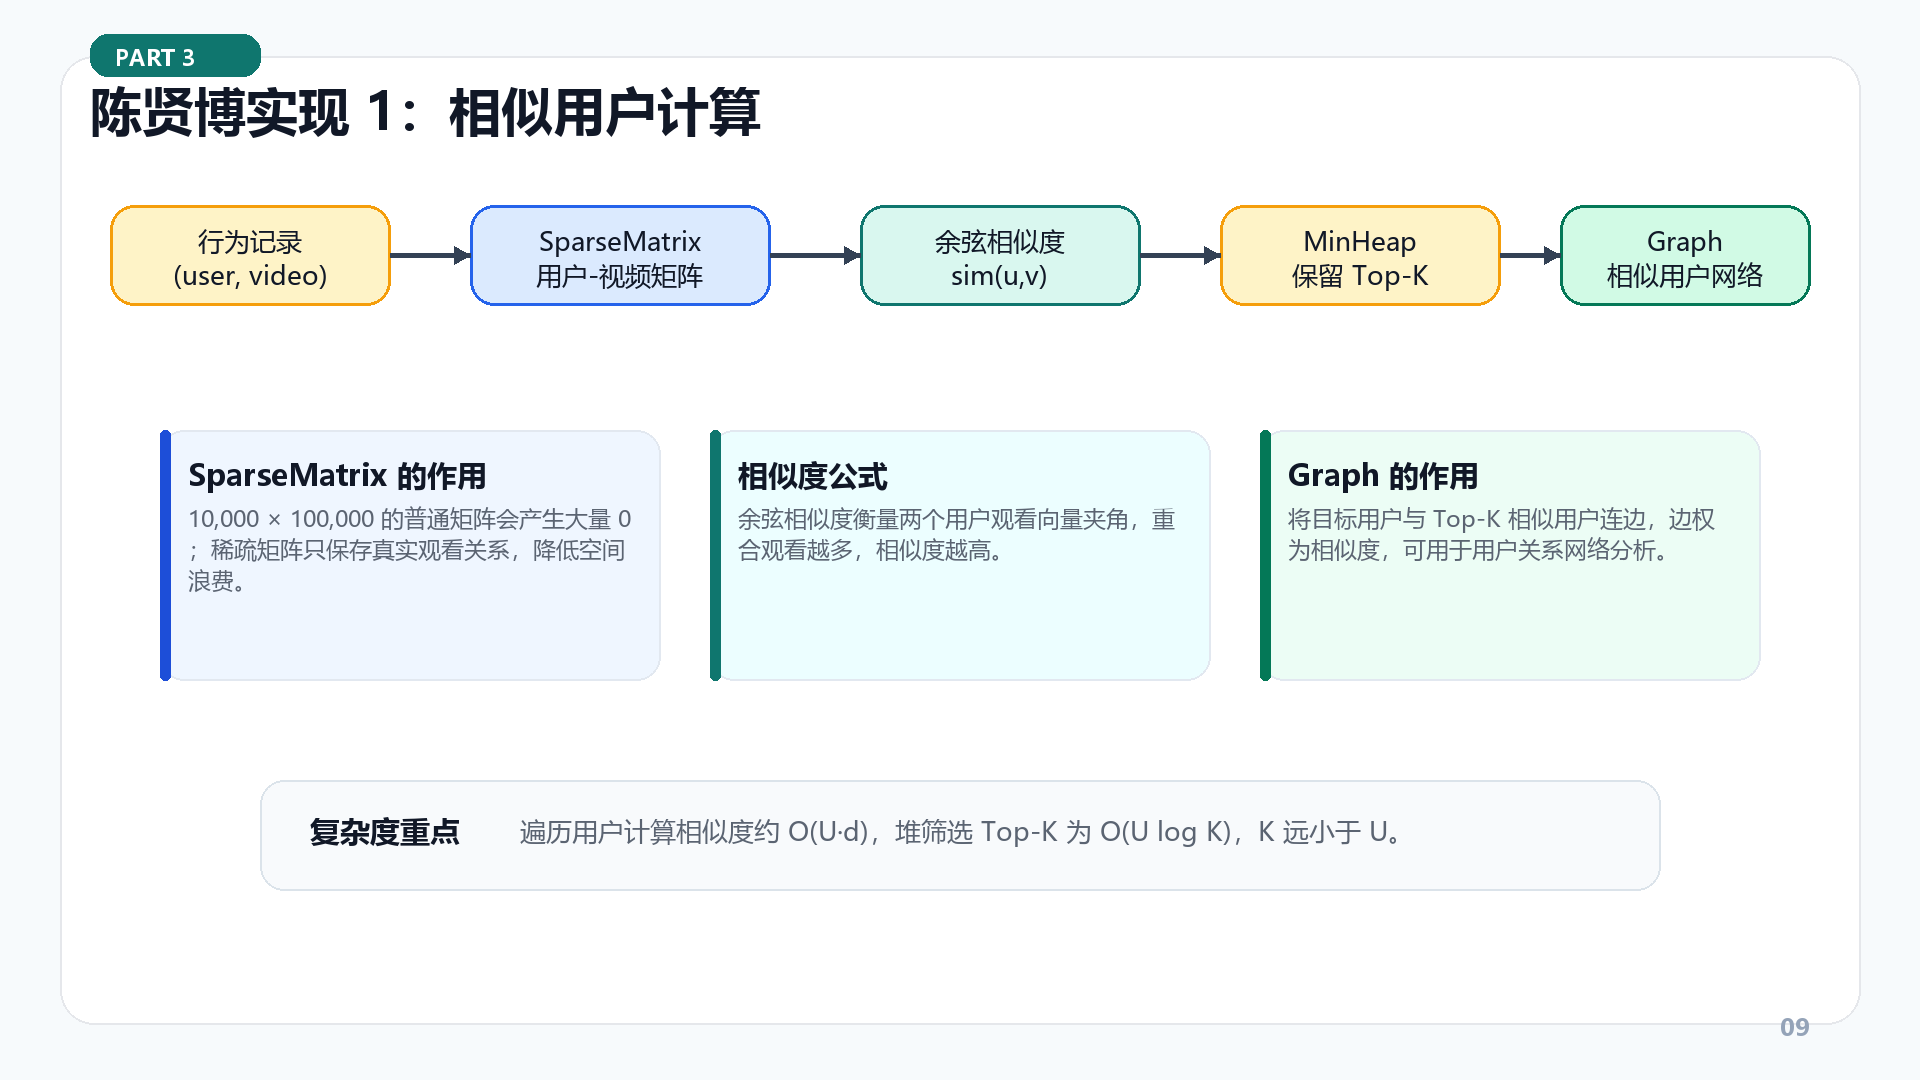 PART 3
陈贤博实现 1：相似用户计算
行为记录
(user, video)
SparseMatrix
用户-视频矩阵
余弦相似度
sim(u,v)
MinHeap
保留 Top-K
Graph
相似用户网络
SparseMatrix 的作用
10,000 × 100,000 的普通矩阵会产生大量 0
；稀疏矩阵只保存真实观看关系，降低空间
浪费。
相似度公式
余弦相似度衡量两个用户观看向量夹角，重
合观看越多，相似度越高。
Graph 的作用
将目标用户与 Top-K 相似用户连边，边权
为相似度，可用于用户关系网络分析。
复杂度重点
遍历用户计算相似度约 O(U·d)，堆筛选 Top-K 为 O(U log K)，K 远小于 U。
09